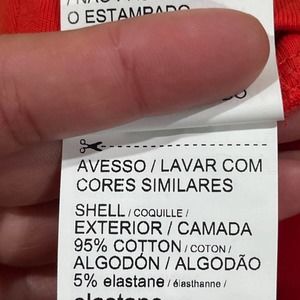 O ESTAMPADO
AVESSO / LAVAR COM
CORES SIMILARES
SHELL / COQUILLE /
EXTERIOR / CAMADA
95% COTTON / COTON /
ALGODÓN / ALGODÃO
5% elastane / élasthanne /